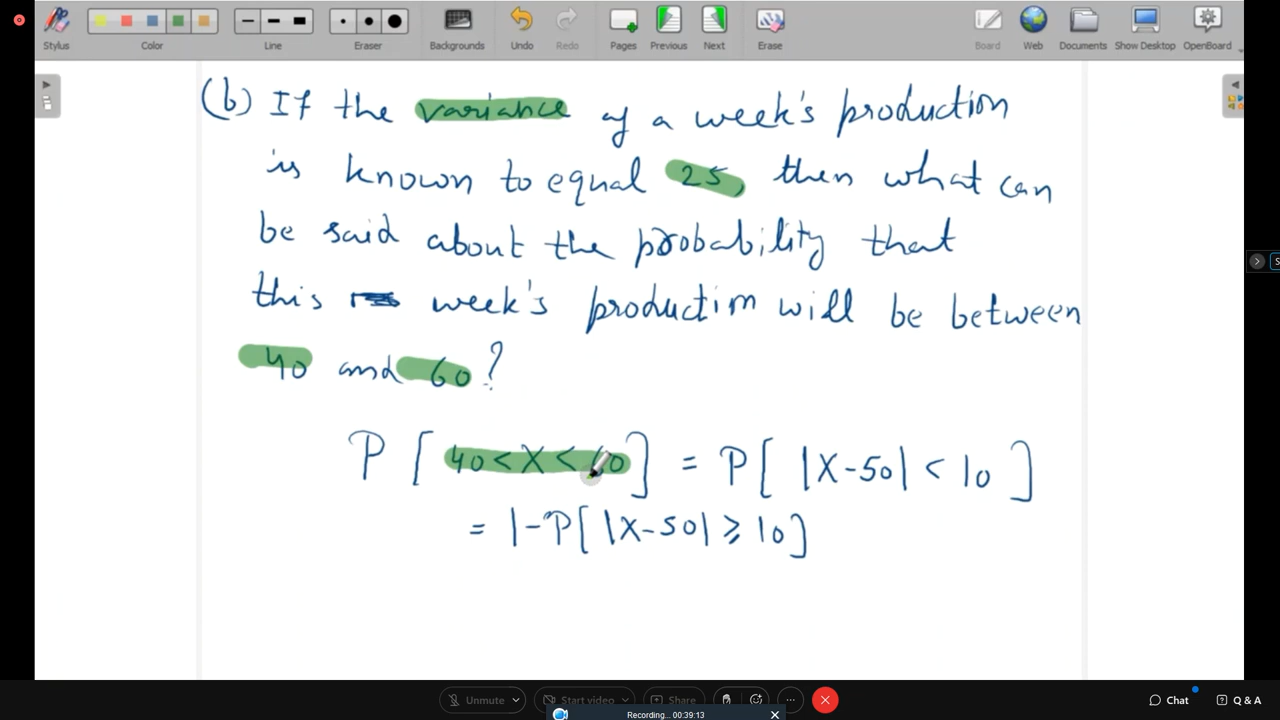 Stylus Color Line Eraser Backgrounds Undo Redo Pages Previous Next Erase Board Web Documents Show Desktop OpenBoard
(b) If the variance of a week's production
is known to equal 25, then what can
be said about the probability that
this week's production will be between
40 and 60?
P[40<X<60] = P[|X-50| < 10]
= 1-P[|X-50| ≥ 10]
Unmute Start video Share Chat Q & A
Recording... 00:39:13